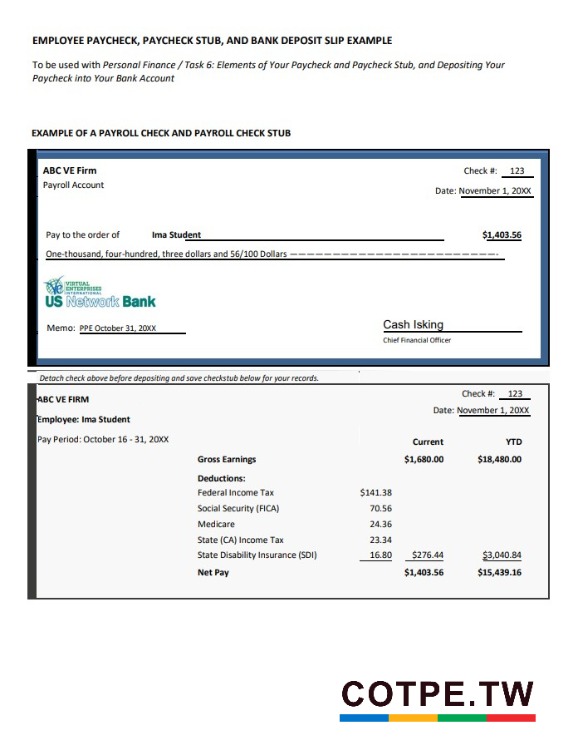 EMPLOYEE PAYCHECK, PAYCHECK STUB, AND BANK DEPOSIT SLIP EXAMPLE
To be used with Personal Finance / Task 6: Elements of Your Paycheck and Paycheck Stub, and Depositing Your
Paycheck into Your Bank Account
EXAMPLE OF A PAYROLL CHECK AND PAYROLL CHECK STUB
ABC VE Firm Check #: 123
Payroll Account
Date: November 1, 20XX
Pay to the order of Ima Student $1,403.56
One-thousand, four-hundred, three dollars and 56/100 Dollars
VIRTUAL
ENTERPRISES
INTERNATIONAL
US Network Bank
Cash Isking
Memo: PPE October 31, 20XX
Chief Financial Officer
Detach check above before depositing and save checkstub below for your records.
ABC VE FIRM Check #: 123
Date: November 1, 20XX
Employee: Ima Student
Pay Period: October 16 - 31, 20XX
Current YTD
Gross Earnings $1,680.00 $18,480.00
Deductions:
Federal Income Tax $141.38
Social Security (FICA) 70.56
Medicare 24.36
State (CA) Income Tax 23.34
State Disability Insurance (SDI) 16.80 $276.44 $3,040.84
Net Pay $1,403.56 $15,439.16
COTPE.TW